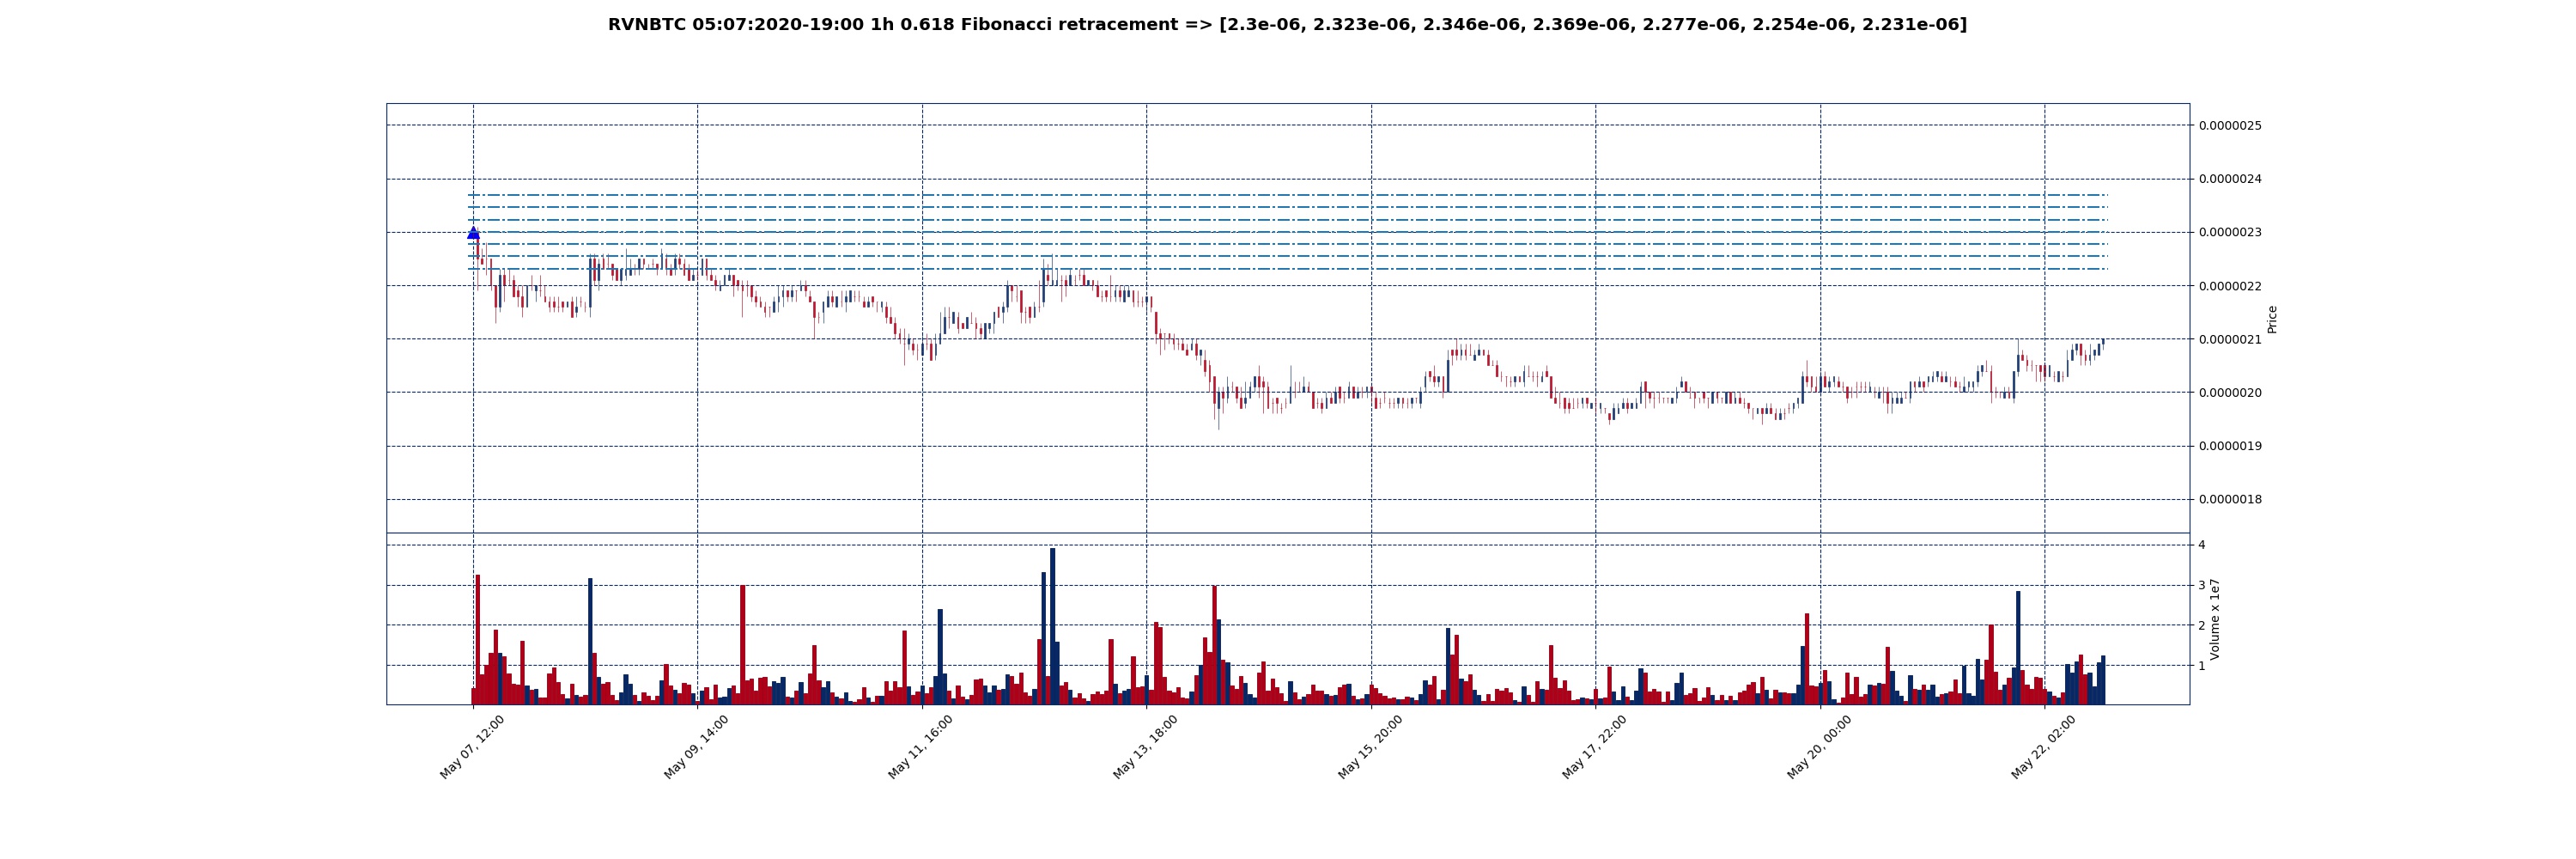 RVNBTC 05:07:2020-19:00 1h 0.618 Fibonacci retracement => [2.3e-06, 2.323e-06, 2.346e-06, 2.369e-06, 2.277e-06, 2.254e-06, 2.231e-06]
0.0000025
0.0000024
0.0000023
0.0000022
0.0000021
0.0000020
0.0000019
0.0000018
Price
4
3
2
1
Volume x 1e7
May 07, 12:00
May 09, 14:00
May 11, 16:00
May 13, 18:00
May 15, 20:00
May 17, 22:00
May 20, 00:00
May 22, 02:00